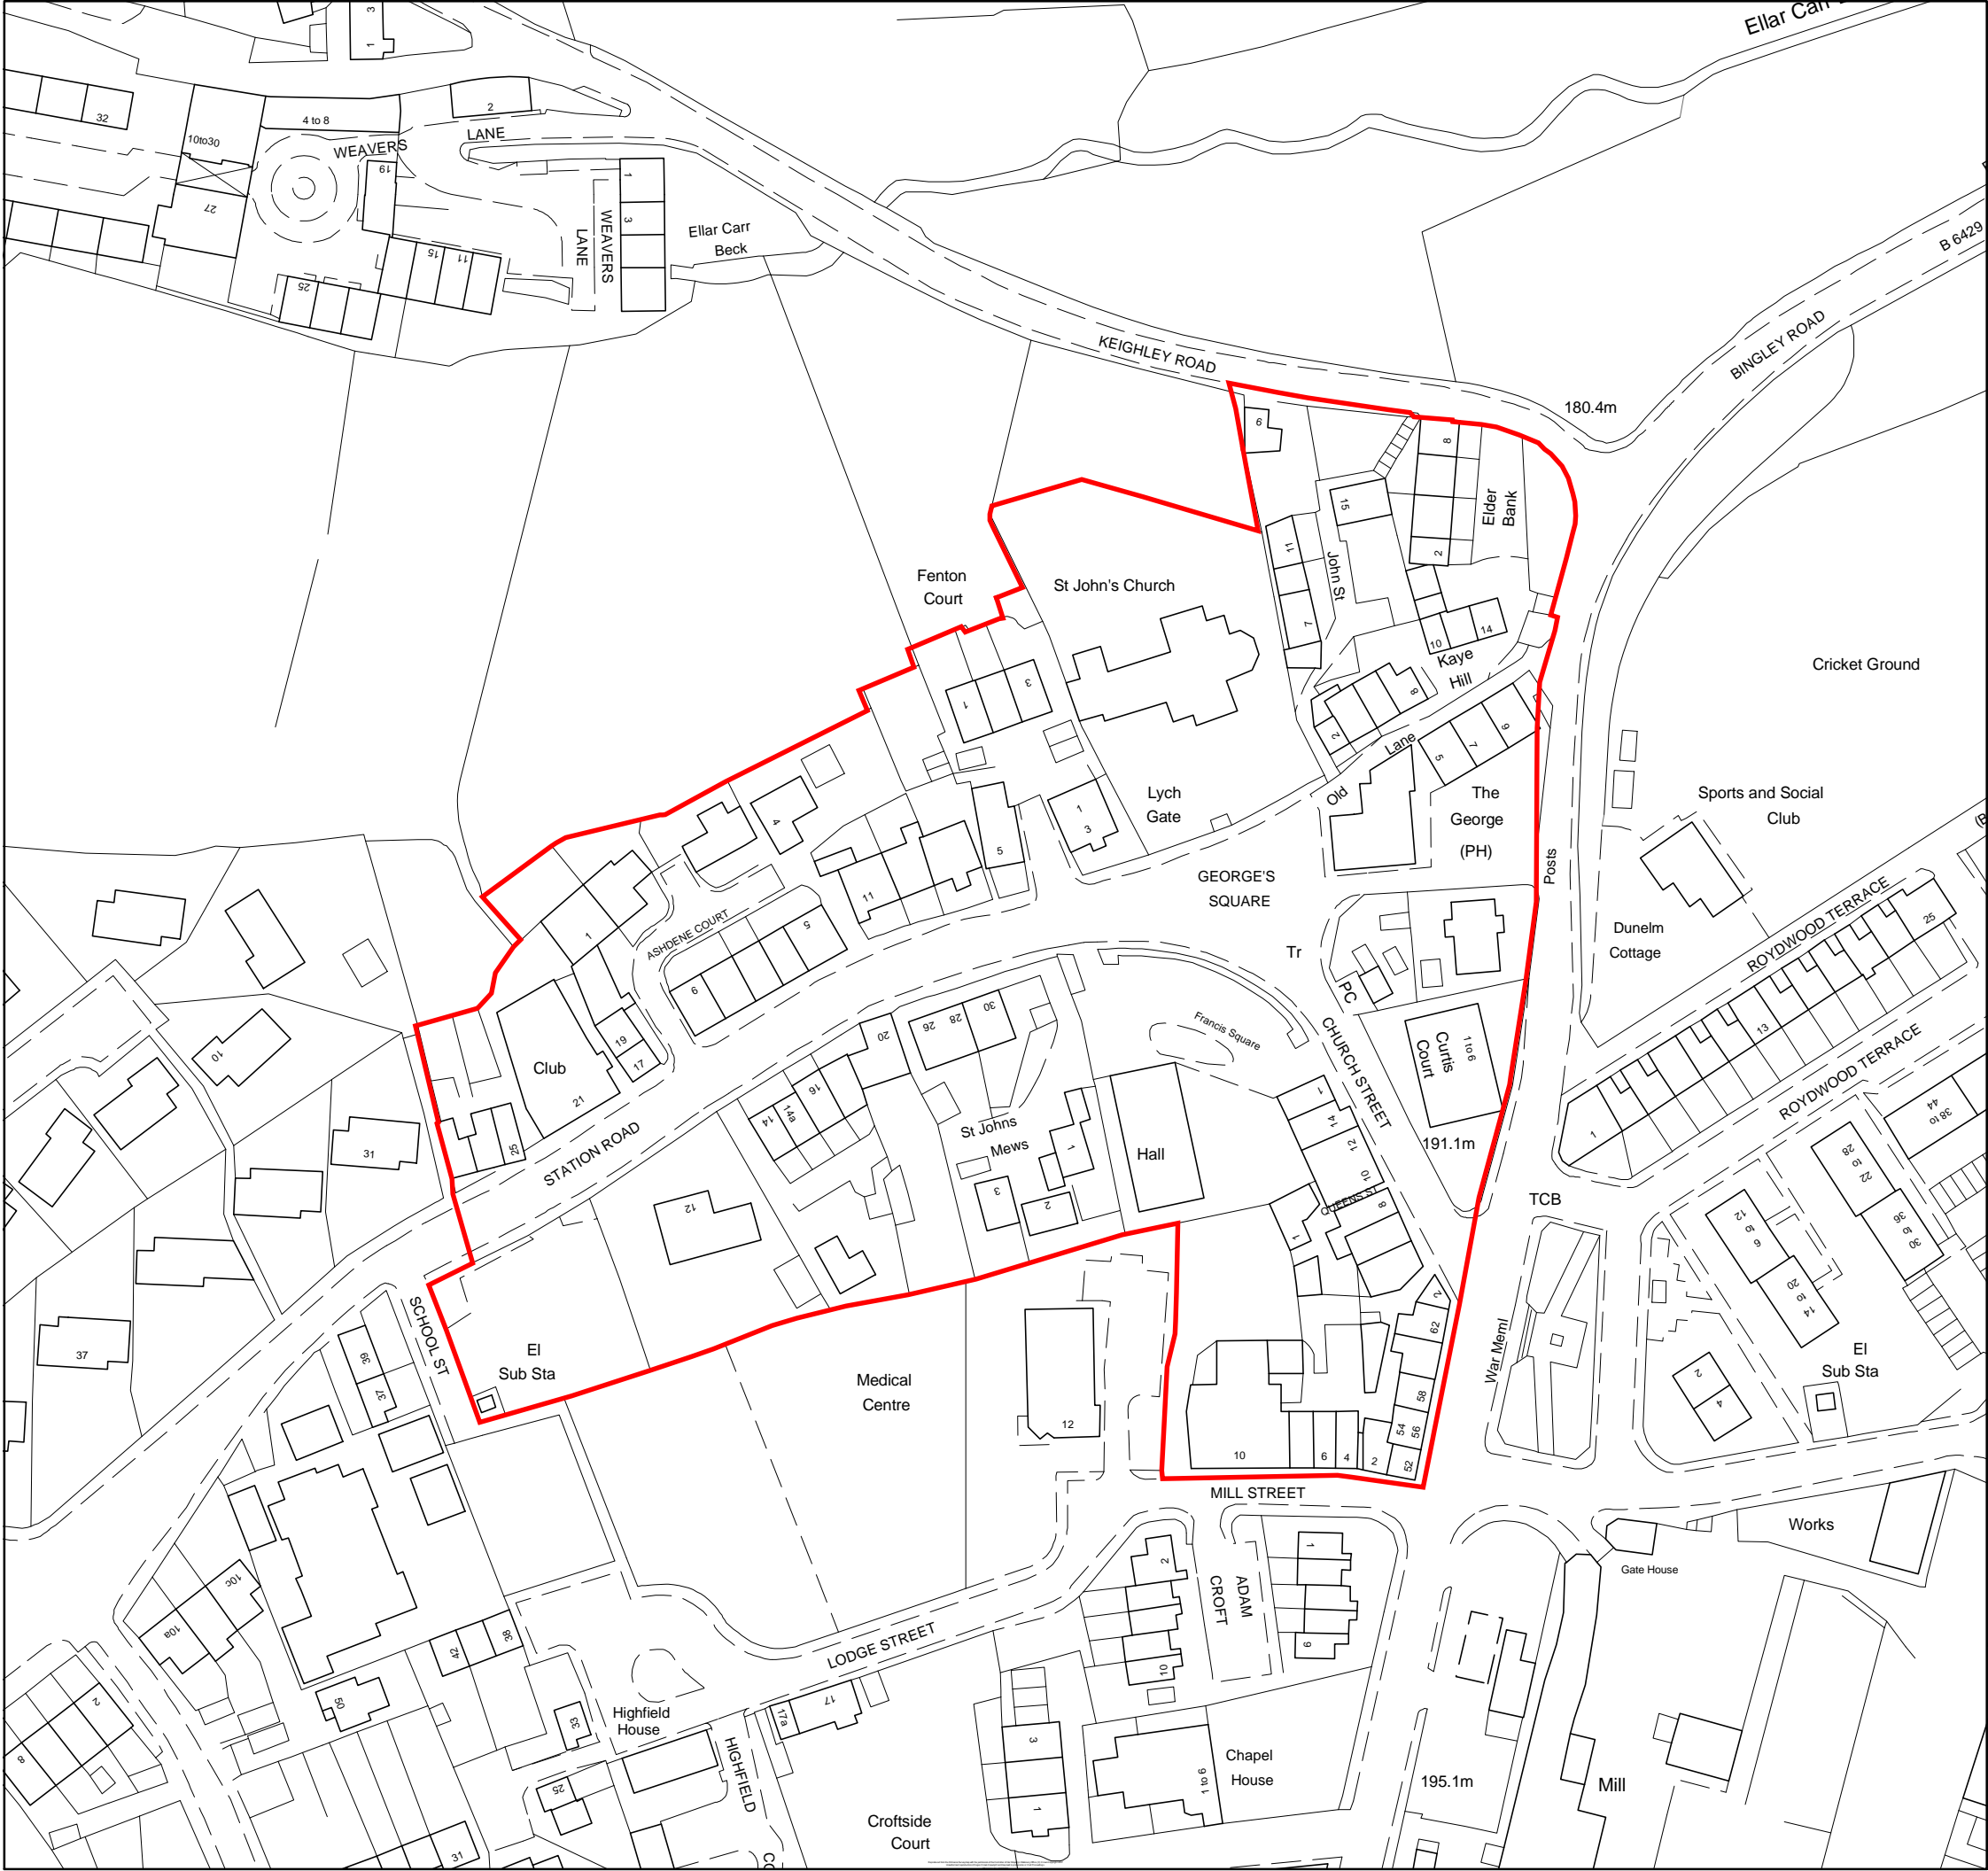 Ellar Carr
3
1
32
10to30
4 to 8
2
LANE
WEAVERS
19
27
1
3
WEAVERS
LANE
Ellar Carr
Beck
15
11
25
B 6429
BINGLEY ROAD
KEIGHLEY ROAD
180.4m
9
8
Elder
Bank
15
11
John St
2
7
Fenton
Court
St John's Church
10
14
Kaye
Hill
Cricket Ground
3
1
8
2
Lane
5
7
9
Old
The
George
(PH)
Lych
Gate
Sports and Social
Club
4
1
3
5
11
Posts
GEORGE'S
SQUARE
ROYDWOOD TERRACE
25
1
ASHDENE COURT
5
9
Tr
Dunelm
Cottage
PC
10
Club
21
19
17
20
26
28
30
Francis Square
CHURCH STREET
Curtis
Court
1 to 6
13
ROYDWOOD TERRACE
38 to
44
31
25
STATION ROAD
14
14a
16
St Johns
Mews
1
Hall
1
14
12
10
191.1m
1
22
to
28
12
3
2
QUEENS ST
8
1
TCB
6
to
12
30
to
36
14
to
20
37
SCHOOL ST
39
37
El
Sub Sta
2
62
War Meml
El
Sub Sta
2
4
Medical
Centre
12
58
54
56
52
10
6
4
2
MILL STREET
Works
Gate House
10c
10a
2
1
ADAM
CROFT
42
38
LODGE STREET
10
9
2
8
50
33
Highfield
House
17a
17
HIGHFIELD
25
3
1
Chapel
House
1 to 6
195.1m
Mill
Croftside
Court
31